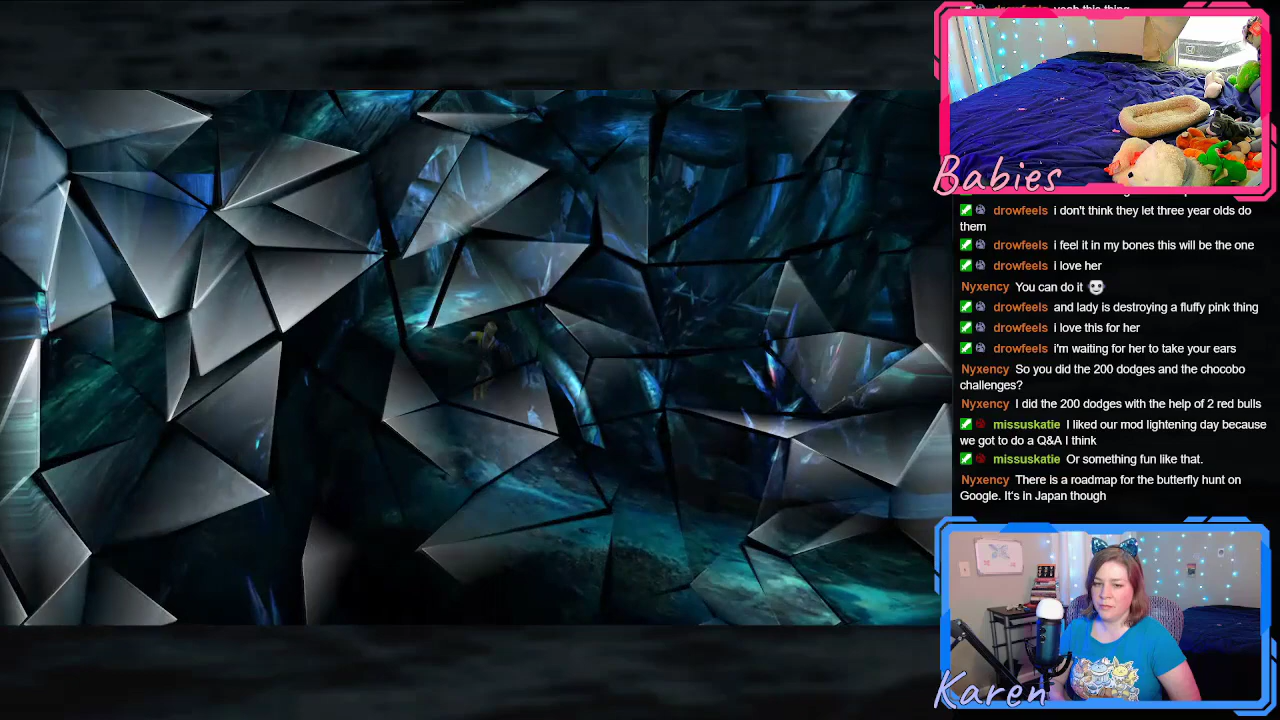 drowfeels yeah this thing
Babies
drowfeels i don't think they let three year olds do
them
drowfeels i feel it in my bones this will be the one
drowfeels i love her
Nyxency You can do it
drowfeels and lady is destroying a fluffy pink thing
drowfeels i love this for her
drowfeels i'm waiting for her to take your ears
Nyxency So you did the 200 dodges and the chocobo
challenges?
Nyxency I did the 200 dodges with the help of 2 red bulls
missuskatie I liked our mod lightening day because
we got to do a Q&A I think
missuskatie Or something fun like that.
Nyxency There is a roadmap for the butterfly hunt on
Google. It's in Japan though
Karen